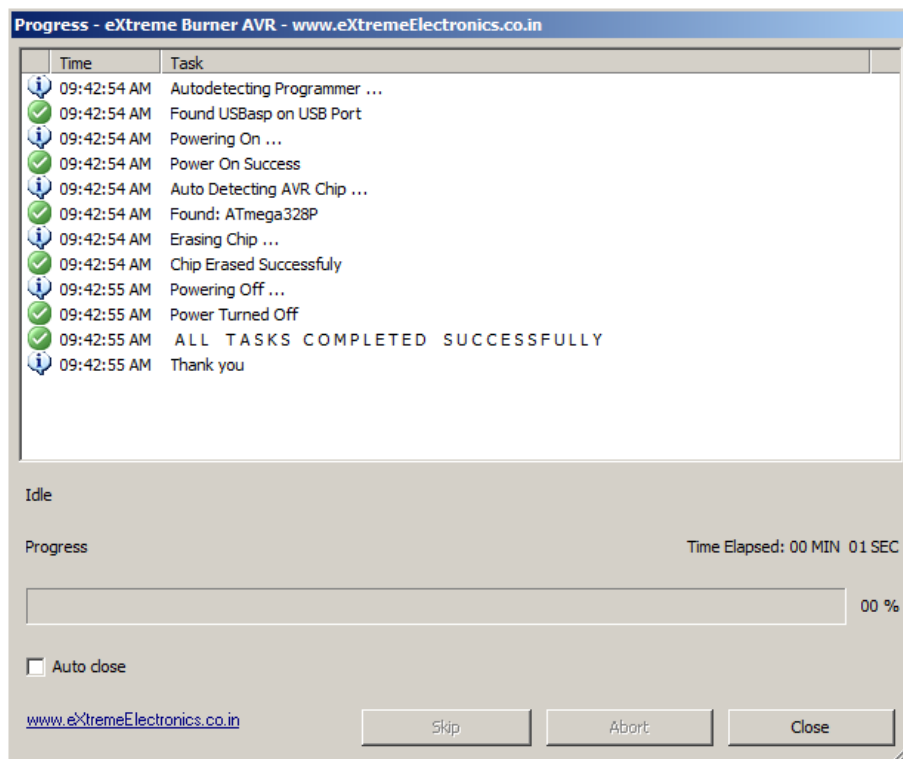 Progress - eXtreme Burner AVR - www.eXtremeElectronics.co.in
Time Task
09:42:54 AM Autodetecting Programmer ...
09:42:54 AM Found USBasp on USB Port
09:42:54 AM Powering On ...
09:42:54 AM Power On Success
09:42:54 AM Auto Detecting AVR Chip ...
09:42:54 AM Found: ATmega328P
09:42:54 AM Erasing Chip ...
09:42:54 AM Chip Erased Successfuly
09:42:55 AM Powering Off ...
09:42:55 AM Power Turned Off
09:42:55 AM ALL TASKS COMPLETED SUCCESSFULLY
09:42:55 AM Thank you
Idle
Progress Time Elapsed: 00 MIN 01 SEC
00 %
Auto close
www.eXtremeElectronics.co.in Skip Abort Close